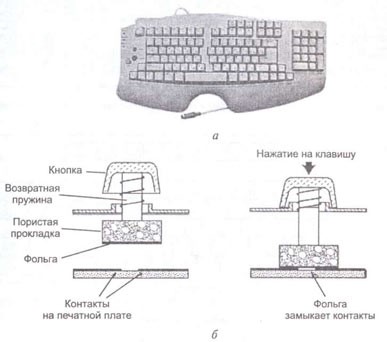 а
Кнопка
Возвратная
пружина
Пористая
прокладка
Фольга
Контакты
на печатной плате
Нажатие на клавишу
Фольга
замыкает контакты
б